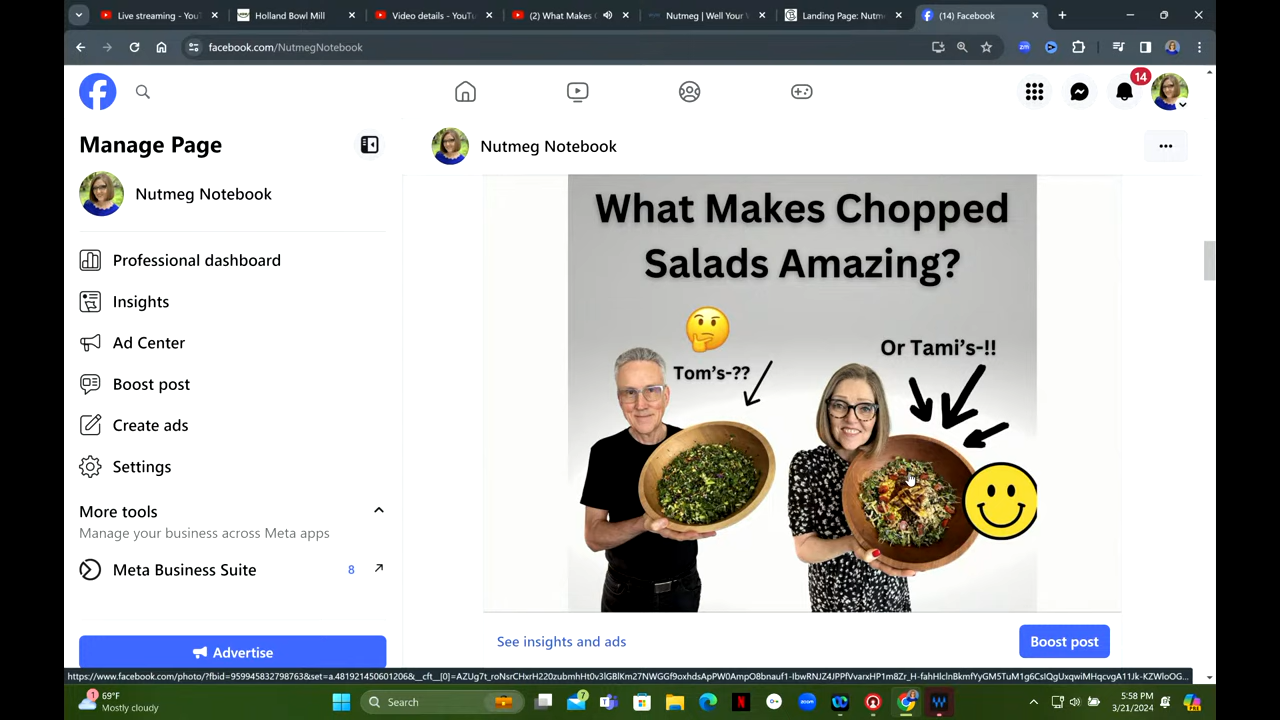 Live streaming - YouT
Holland Bowl Mill
Video details - YouTu
(2) What Makes C
Nutmeg | Well Your W
Landing Page: Nutm
(14) Facebook
facebook.com/NutmegNotebook
zm
14
Manage Page
Nutmeg Notebook
Nutmeg Notebook
Professional dashboard
Insights
Ad Center
Boost post
Create ads
Settings
More tools
Manage your business across Meta apps
Meta Business Suite
8
Advertise
What Makes Chopped
Salads Amazing?
Or Tami's-!!
Tom's-??
See insights and ads
Boost post
1
69°F
Mostly cloudy
Search
7
zoom
5:58 PM
3/21/2024